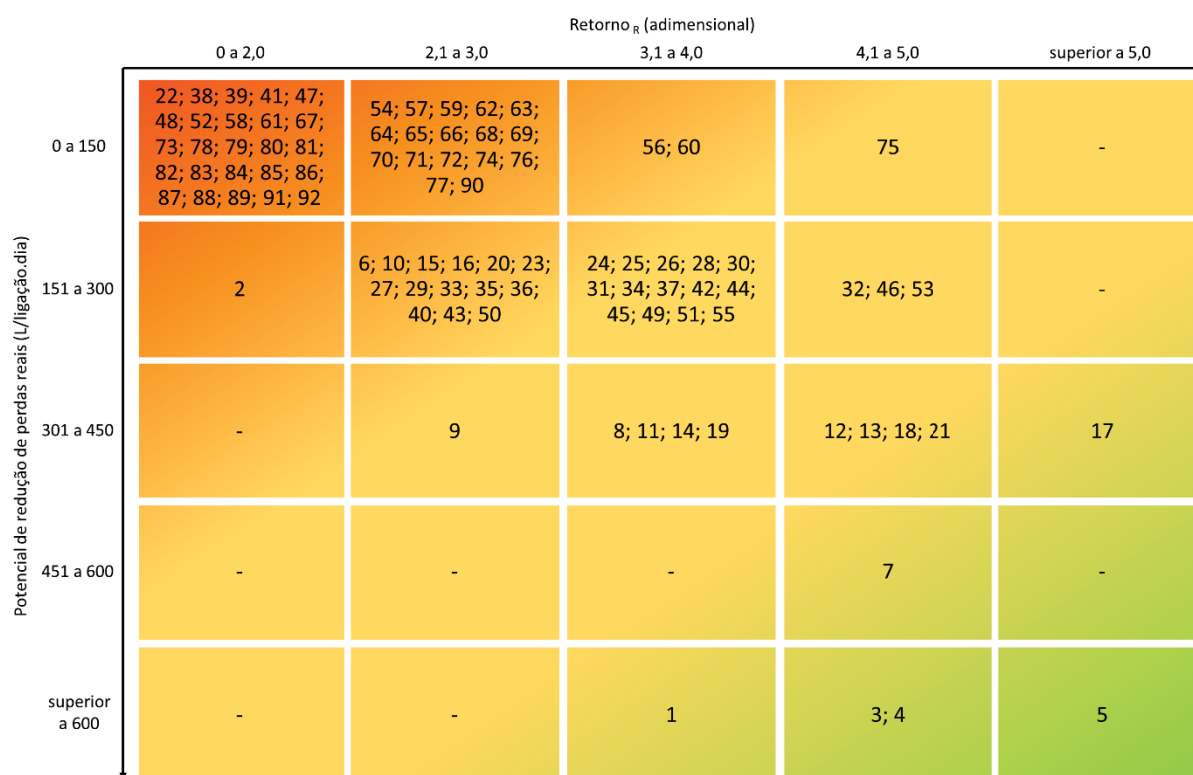 Retorno R (adimensional)
0 a 2,0
2,1 a 3,0
3,1 a 4,0
4,1 a 5,0
superior a 5,0
Potencial de redução de perdas reais (L/ligação.dia)
0 a 150
22; 38; 39; 41; 47;
48; 52; 58; 61; 67;
73; 78; 79; 80; 81;
82; 83; 84; 85; 86;
87; 88; 89; 91; 92
54; 57; 59; 62; 63;
64; 65; 66; 68; 69;
70; 71; 72; 74; 76;
77; 90
56; 60
75
-
151 a 300
2
6; 10; 15; 16; 20; 23;
27; 29; 33; 35; 36;
40; 43; 50
24; 25; 26; 28; 30;
31; 34; 37; 42; 44;
45; 49; 51; 55
32; 46; 53
-
301 a 450
-
9
8; 11; 14; 19
12; 13; 18; 21
17
451 a 600
-
-
-
7
-
superior
a 600
-
-
1
3; 4
5